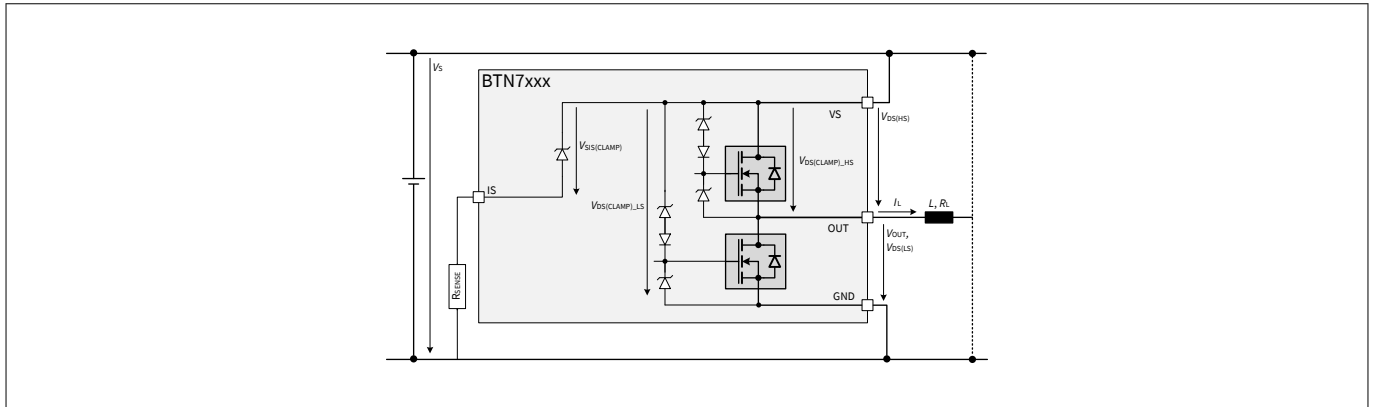 BTN7xxx
VS
VS
VDS(HS)
VSIS(CLAMP)
VDS(CLAMP)_HS
IS
VDS(CLAMP)_LS
IL
L, RL
OUT
VOUT,
VDS(LS)
RSENSE
GND